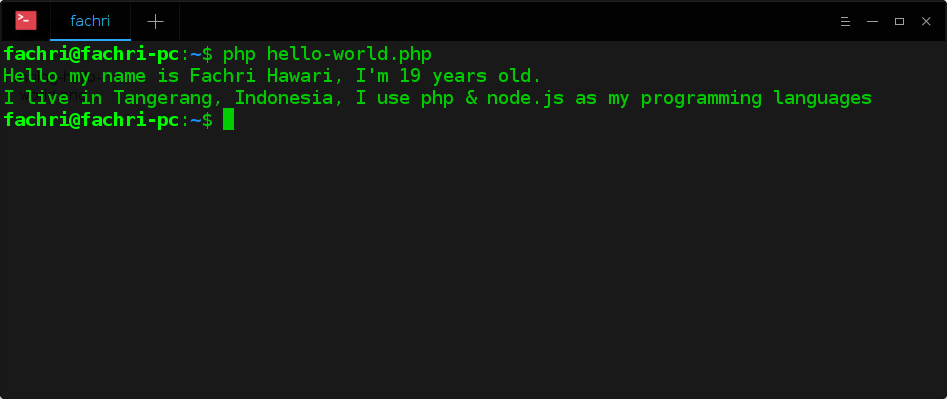 fachri
fachri@fachri-pc:~$ php hello-world.php
Hello my name is Fachri Hawari, I'm 19 years old.
I live in Tangerang, Indonesia, I use php & node.js as my programming languages
fachri@fachri-pc:~$